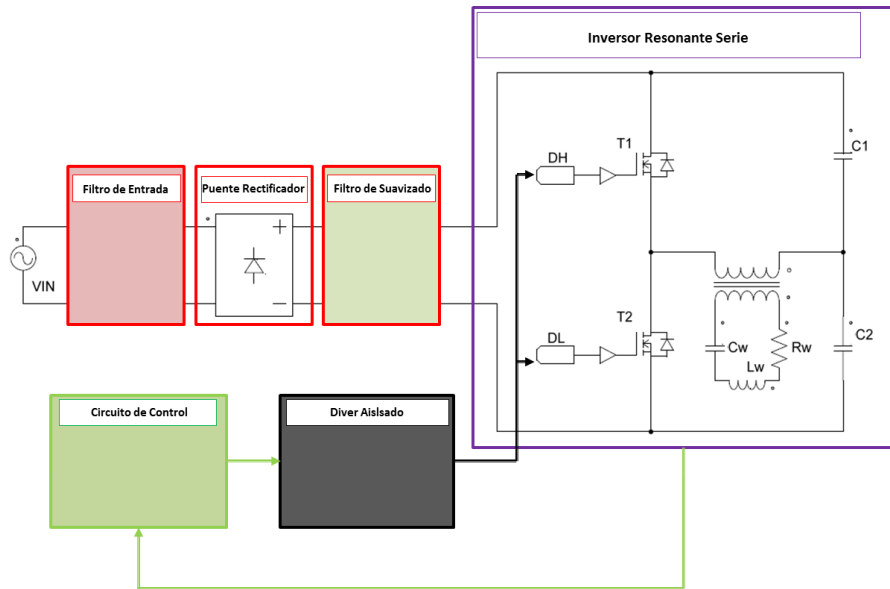 Inversor Resonante Serie
T1
C1
DH
Filtro de Entrada
Puente Rectificador
Filtro de Suavizado
+
VIN
−
T2
DL
Cw
Rw
C2
Lw
Circuito de Control
Diver Aislsado